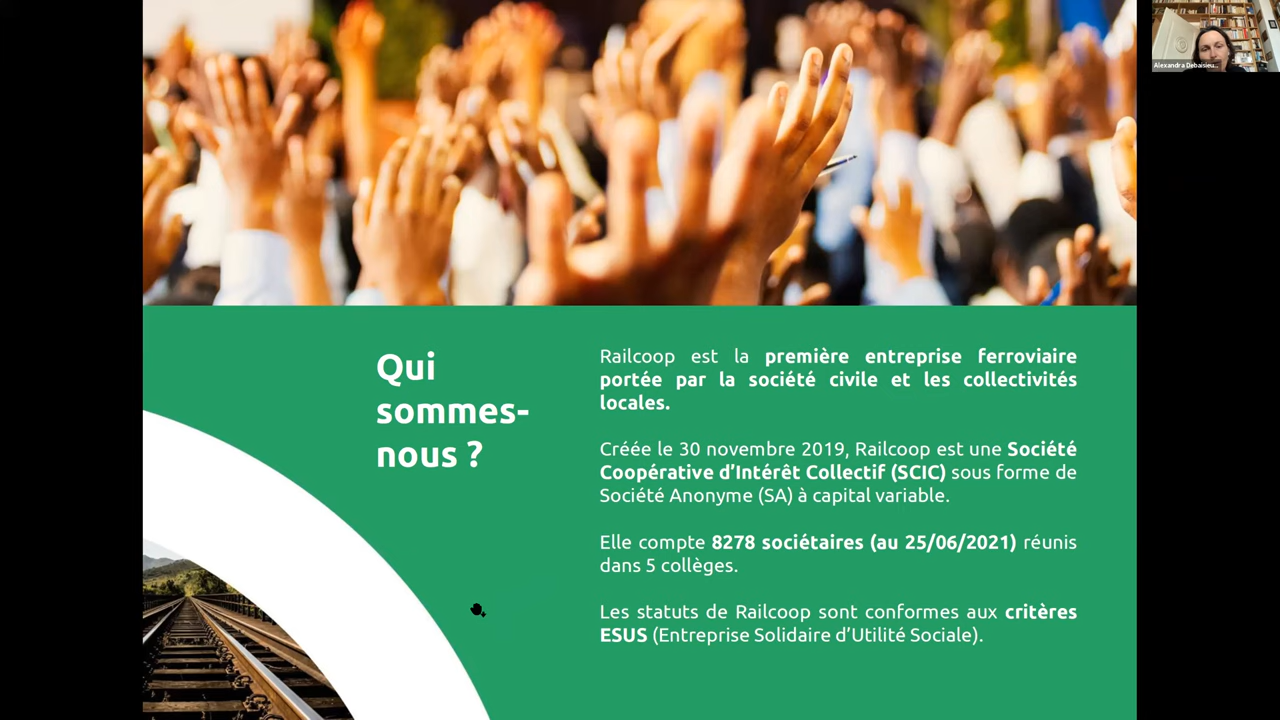 Alexandra Debaisieu...
Qui
sommes-
nous ?
Railcoop est la première entreprise ferroviaire
portée par la société civile et les collectivités
locales.
Créée le 30 novembre 2019, Railcoop est une Société
Coopérative d’Intérêt Collectif (SCIC) sous forme de
Société Anonyme (SA) à capital variable.
Elle compte 8278 sociétaires (au 25/06/2021) réunis
dans 5 collèges.
Les statuts de Railcoop sont conformes aux critères
ESUS (Entreprise Solidaire d’Utilité Sociale).